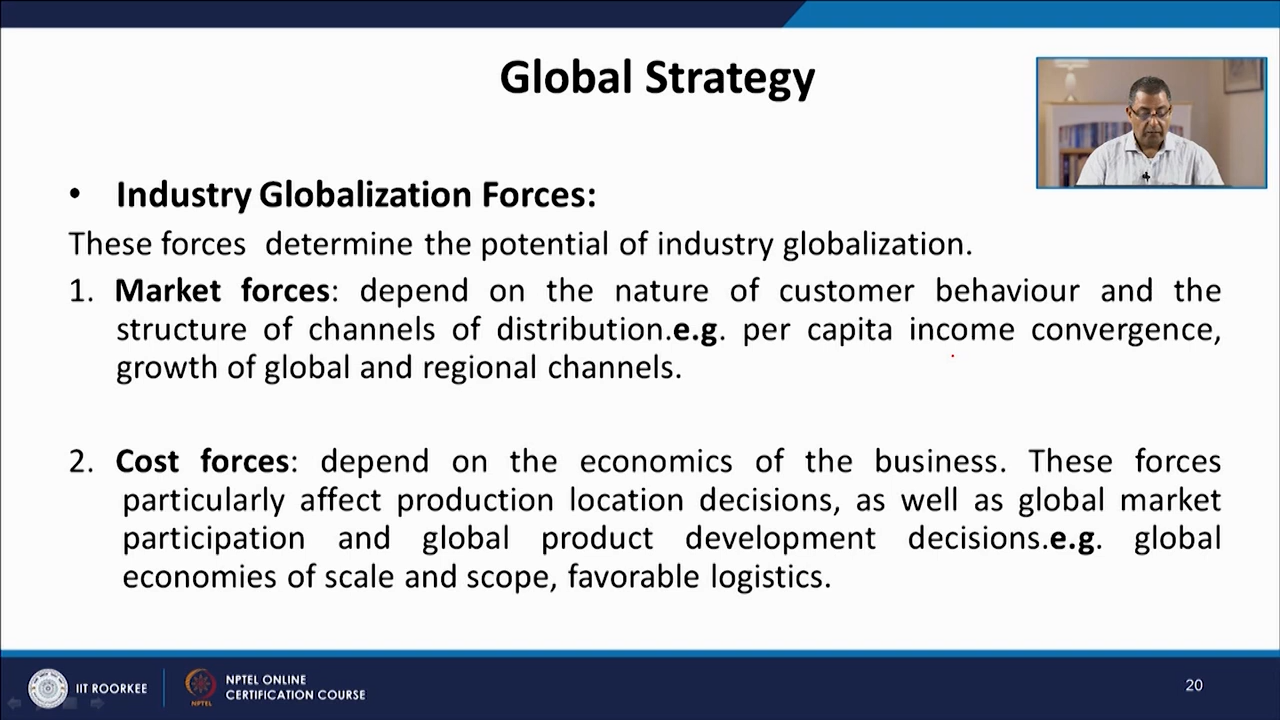 Global Strategy
• Industry Globalization Forces:
These forces determine the potential of industry globalization.
1. Market forces: depend on the nature of customer behaviour and the
structure of channels of distribution.e.g. per capita income convergence,
growth of global and regional channels.
2. Cost forces: depend on the economics of the business. These forces
particularly affect production location decisions, as well as global market
participation and global product development decisions.e.g. global
economies of scale and scope, favorable logistics.
IIT ROORKEE
NPTEL
NPTEL ONLINE
CERTIFICATION COURSE
20